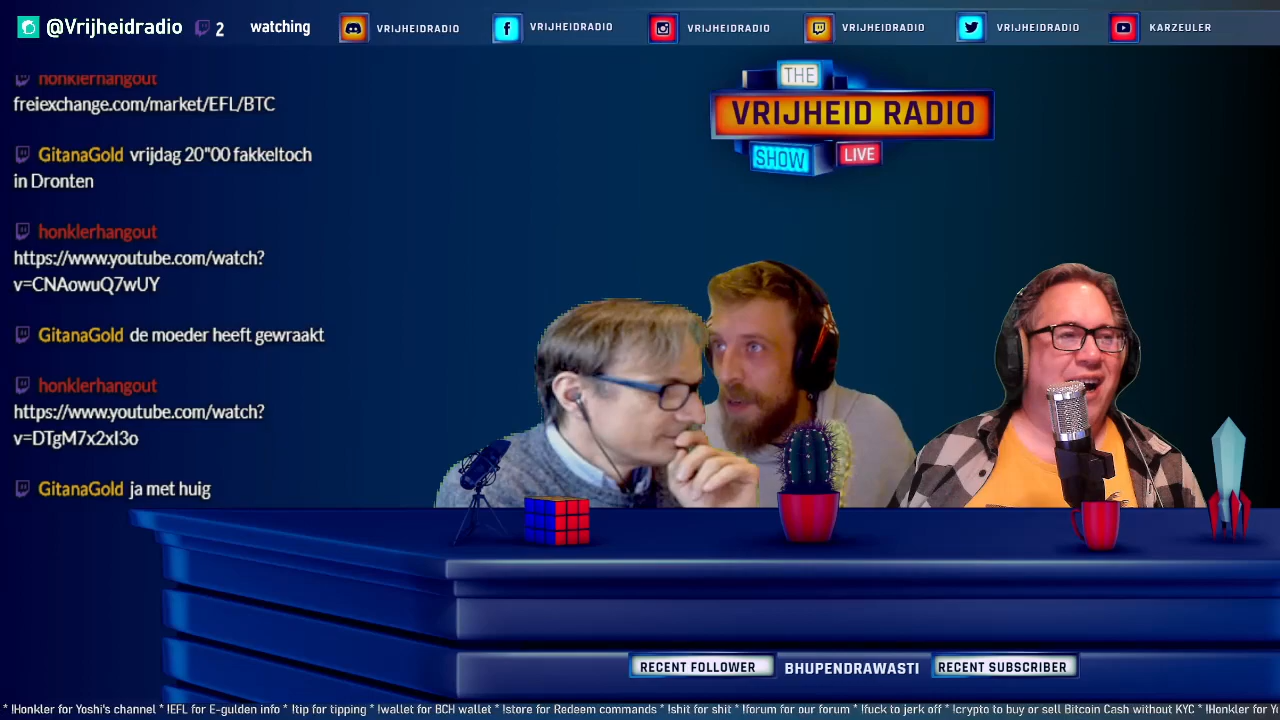 @Vrijheidradio 2 watching VRIJHEIDRADIO VRIJHEIDRADIO VRIJHEIDRADIO VRIJHEIDRADIO VRIJHEIDRADIO KARZEULER
honklerhangout
freiexchange.com/market/EFL/BTC
GitanaGold vrijdag 20"00 fakkeltoch
in Dronten
honklerhangout
https://www.youtube.com/watch?
v=CNAowuQ7wUY
GitanaGold de moeder heeft gewraakt
honklerhangout
https://www.youtube.com/watch?
v=DTgM7x2xI3o
GitanaGold ja met huig
THE
VRIJHEID RADIO
SHOW LIVE
RECENT FOLLOWER BHUPENDRAWASTI RECENT SUBSCRIBER
* !Honkler for Yoshi's channel * !EFL for E-gulden info * !tip for tipping * !wallet for BCH wallet * !store for Redeem commands * !shit for shit * !forum for our forum * !fuck to jerk off * !crypto to buy or sell Bitcoin Cash without KYC * !Honkler for